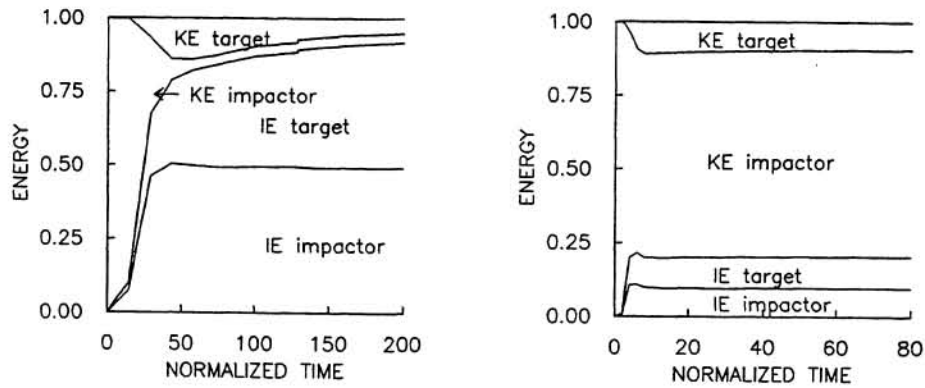 1.00
KE target
0.75
KE impactor
IE target
ENERGY
0.50
0.25
IE impactor
0.00
0 50 100 150 200
NORMALIZED TIME
1.00
KE target
0.75
ENERGY
0.50
KE impactor
0.25
IE target
IE impactor
0.00
0 20 40 60 80
NORMALIZED TIME